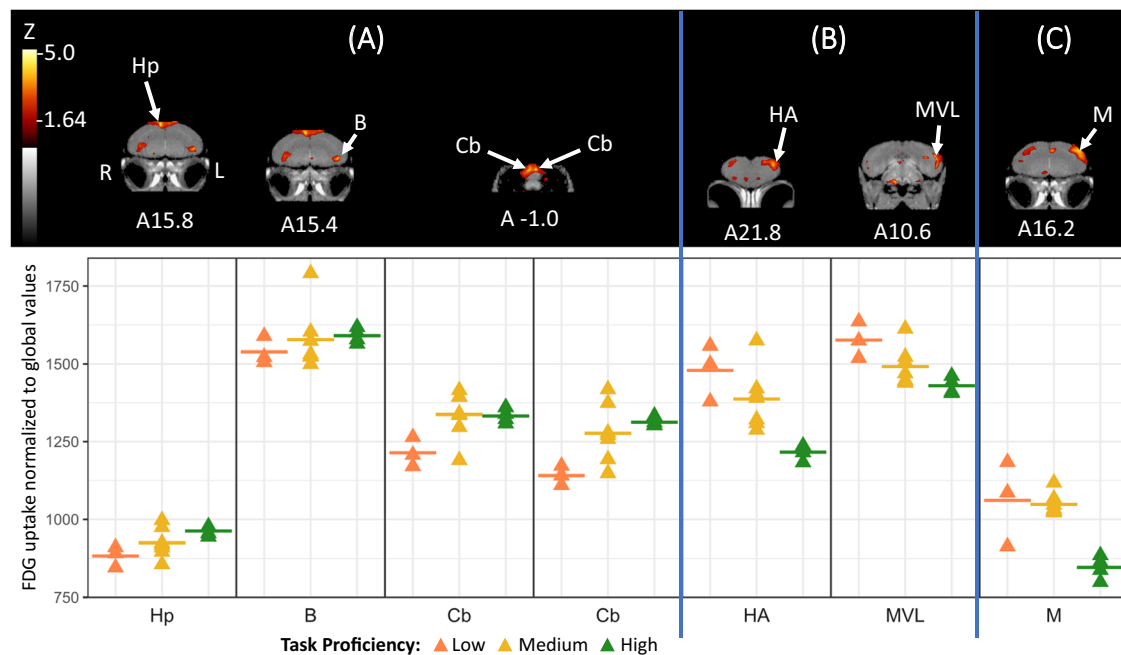 Z
(A)
(B)
(C)
-5.0
-1.64
Hp
B
Cb
Cb
HA
MVL
M
R
L
A15.8
A15.4
A -1.0
A21.8
A10.6
A16.2
FDG uptake normalized to global values
1750
1500
1250
1000
750
Hp
B
Cb
Cb
HA
MVL
M
Task Proficiency: Low Medium High